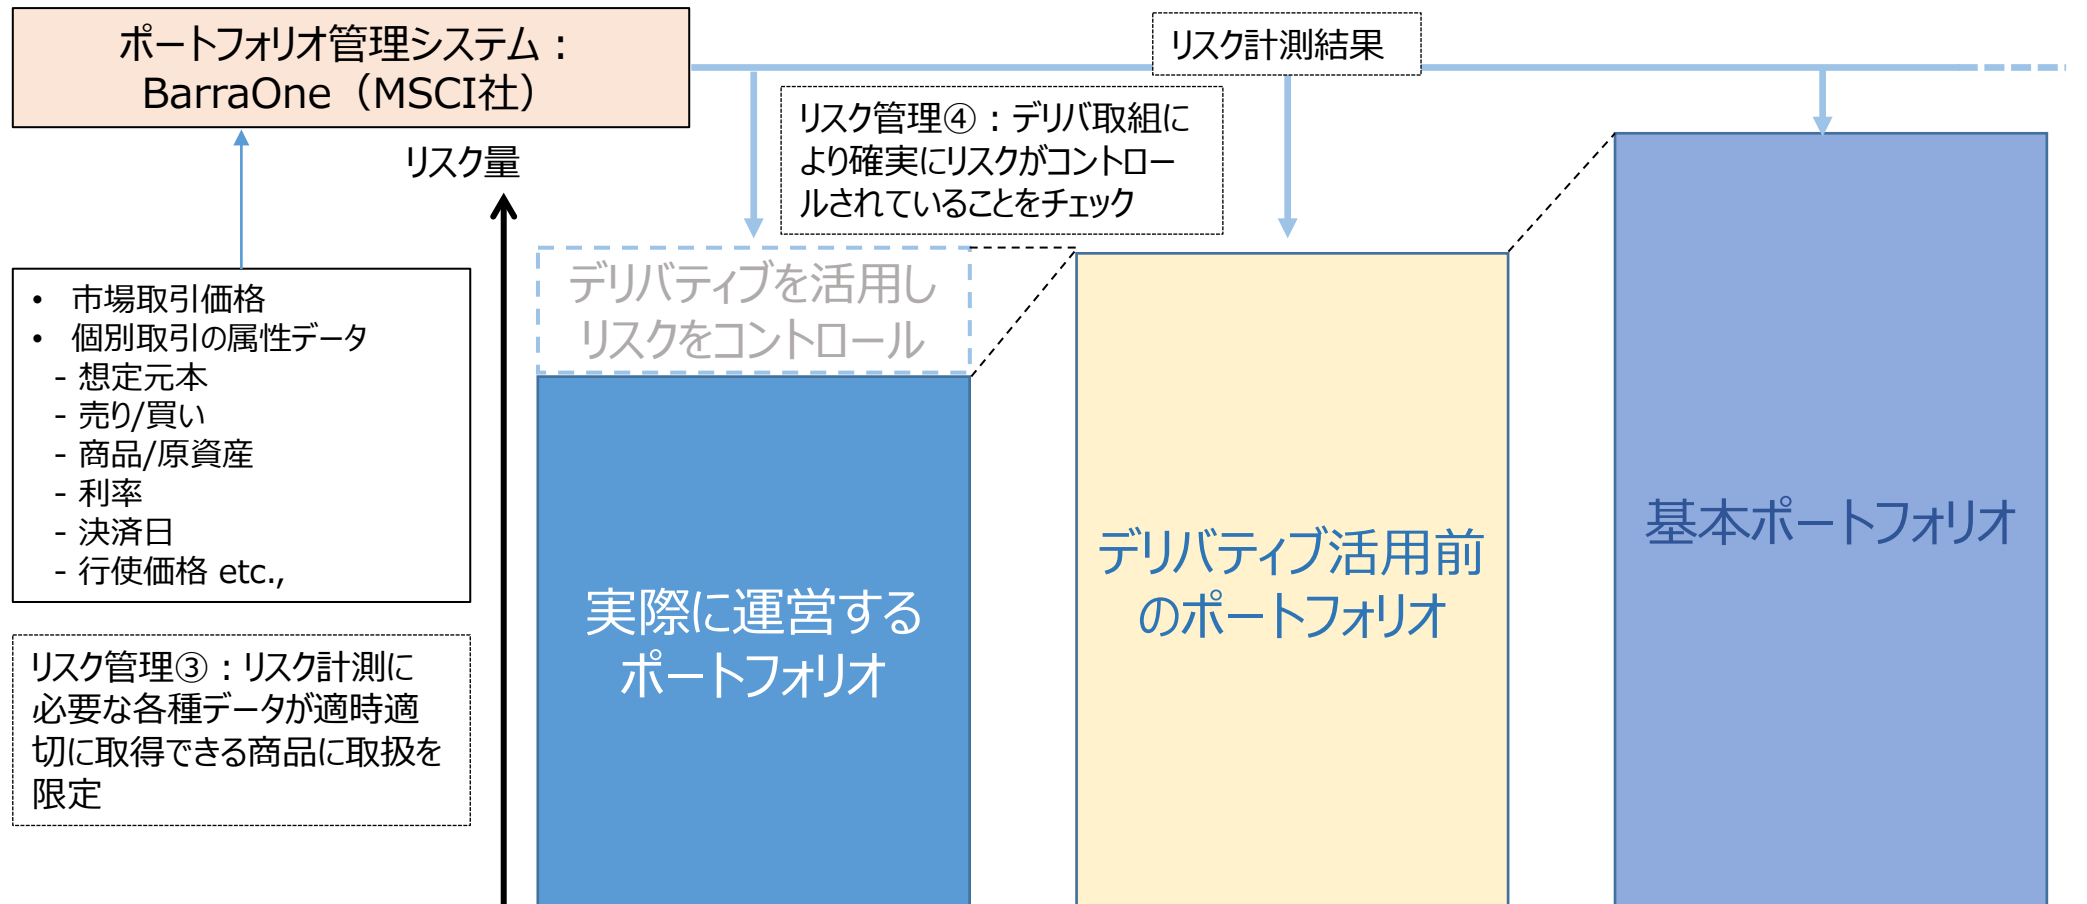 ポートフォリオ管理システム：
BarraOne（MSCI社）
リスク計測結果
リスク管理④：デリバ取組に
より確実にリスクがコントロー
ルされていることをチェック
リスク量
• 市場取引価格
• 個別取引の属性データ
- 想定元本
- 売り/買い
- 商品/原資産
- 利率
- 決済日
- 行使価格 etc.,
リスク管理③：リスク計測に
必要な各種データが適時適
切に取得できる商品に取扱を
限定
デリバティブを活用し
リスクをコントロール
実際に運営する
ポートフォリオ
デリバティブ活用前
のポートフォリオ
基本ポートフォリオ